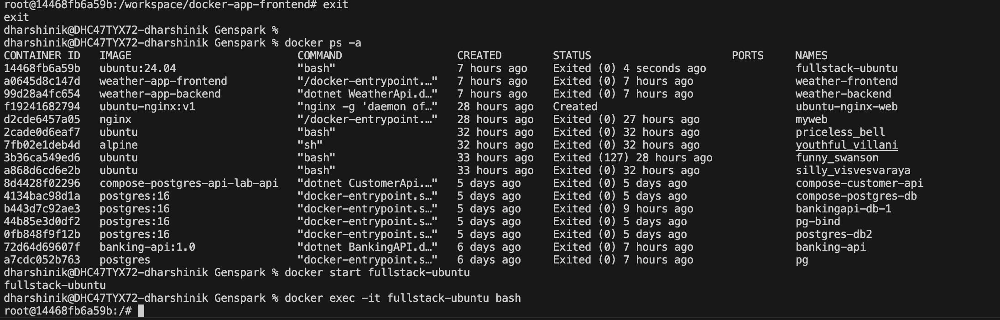 root@14468fb6a59b:/workspace/docker-app-frontend# exit
exit
dharshinik@DHC47TYX72-dharshinik Genspark %
dharshinik@DHC47TYX72-dharshinik Genspark % docker ps -a
CONTAINER ID   IMAGE                          COMMAND                  CREATED        STATUS                      PORTS     NAMES
14468fb6a59b   ubuntu:24.04                   "bash"                   7 hours ago    Exited (0) 4 seconds ago              fullstack-ubuntu
a0645d8c147d   weather-app-frontend           "/docker-entrypoint.…"   7 hours ago    Exited (0) 7 hours ago                weather-frontend
99d28a4fc654   weather-app-backend            "dotnet WeatherApi.d…"   7 hours ago    Exited (0) 7 hours ago                weather-backend
f19241682794   ubuntu-nginx:v1                "nginx -g 'daemon of…"   28 hours ago   Created                               ubuntu-nginx-web
d2cde6457a05   nginx                          "/docker-entrypoint.…"   28 hours ago   Exited (0) 27 hours ago               myweb
2cade0d6eaf7   ubuntu                         "bash"                   32 hours ago   Exited (0) 32 hours ago               priceless_bell
7fb02e1deb4d   alpine                         "sh"                     32 hours ago   Exited (0) 32 hours ago               youthful_villani
3b36ca549ed6   ubuntu                         "bash"                   33 hours ago   Exited (127) 28 hours ago             funny_swanson
a868d6cd6e2b   ubuntu                         "bash"                   33 hours ago   Exited (0) 32 hours ago               silly_visvesvaraya
8d4428f02296   compose-postgres-api-lab-api   "dotnet CustomerApi.…"   5 days ago     Exited (0) 5 days ago                 compose-customer-api
4134bac98d1a   postgres:16                    "docker-entrypoint.s…"   5 days ago     Exited (0) 5 days ago                 compose-postgres-db
b443d7c92ae3   postgres:16                    "docker-entrypoint.s…"   5 days ago     Exited (0) 9 hours ago                bankingapi-db-1
44b85e3d0df2   postgres:16                    "docker-entrypoint.s…"   5 days ago     Exited (0) 5 days ago                 pg-bind
0fb848f9f12b   postgres:16                    "docker-entrypoint.s…"   5 days ago     Exited (0) 5 days ago                 postgres-db2
72d64d69607f   banking-api:1.0                "dotnet BankingAPI.d…"   6 days ago     Exited (0) 7 hours ago                banking-api
a7cdc052b763   postgres                       "docker-entrypoint.s…"   6 days ago     Exited (0) 7 hours ago                pg
dharshinik@DHC47TYX72-dharshinik Genspark % docker start fullstack-ubuntu
fullstack-ubuntu
dharshinik@DHC47TYX72-dharshinik Genspark % docker exec -it fullstack-ubuntu bash
root@14468fb6a59b:/#